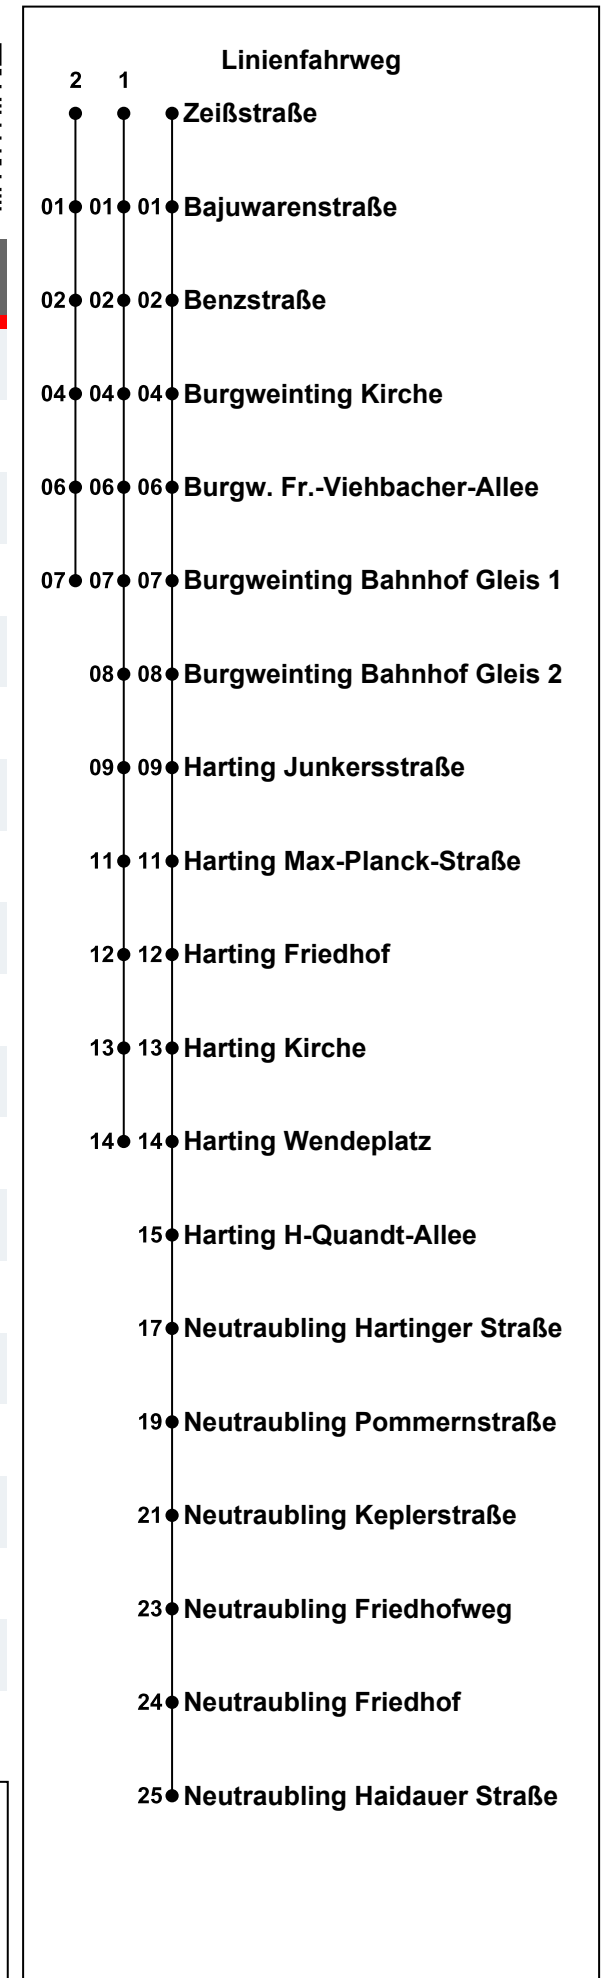 Linienfahrweg
2 1
Zeißstraße
01 01 01 Bajuwarenstraße
02 02 02 Benzstraße
04 04 04 Burgweinting Kirche
06 06 06 Burgw. Fr.-Viehbacher-Allee
07 07 07 Burgweinting Bahnhof Gleis 1
08 08 Burgweinting Bahnhof Gleis 2
09 09 Harting Junkersstraße
11 11 Harting Max-Planck-Straße
12 12 Harting Friedhof
13 13 Harting Kirche
14 14 Harting Wendeplatz
15 Harting H-Quandt-Allee
17 Neutraubling Hartinger Straße
19 Neutraubling Pommernstraße
21 Neutraubling Keplerstraße
23 Neutraubling Friedhofweg
24 Neutraubling Friedhof
25 Neutraubling Haidauer Straße